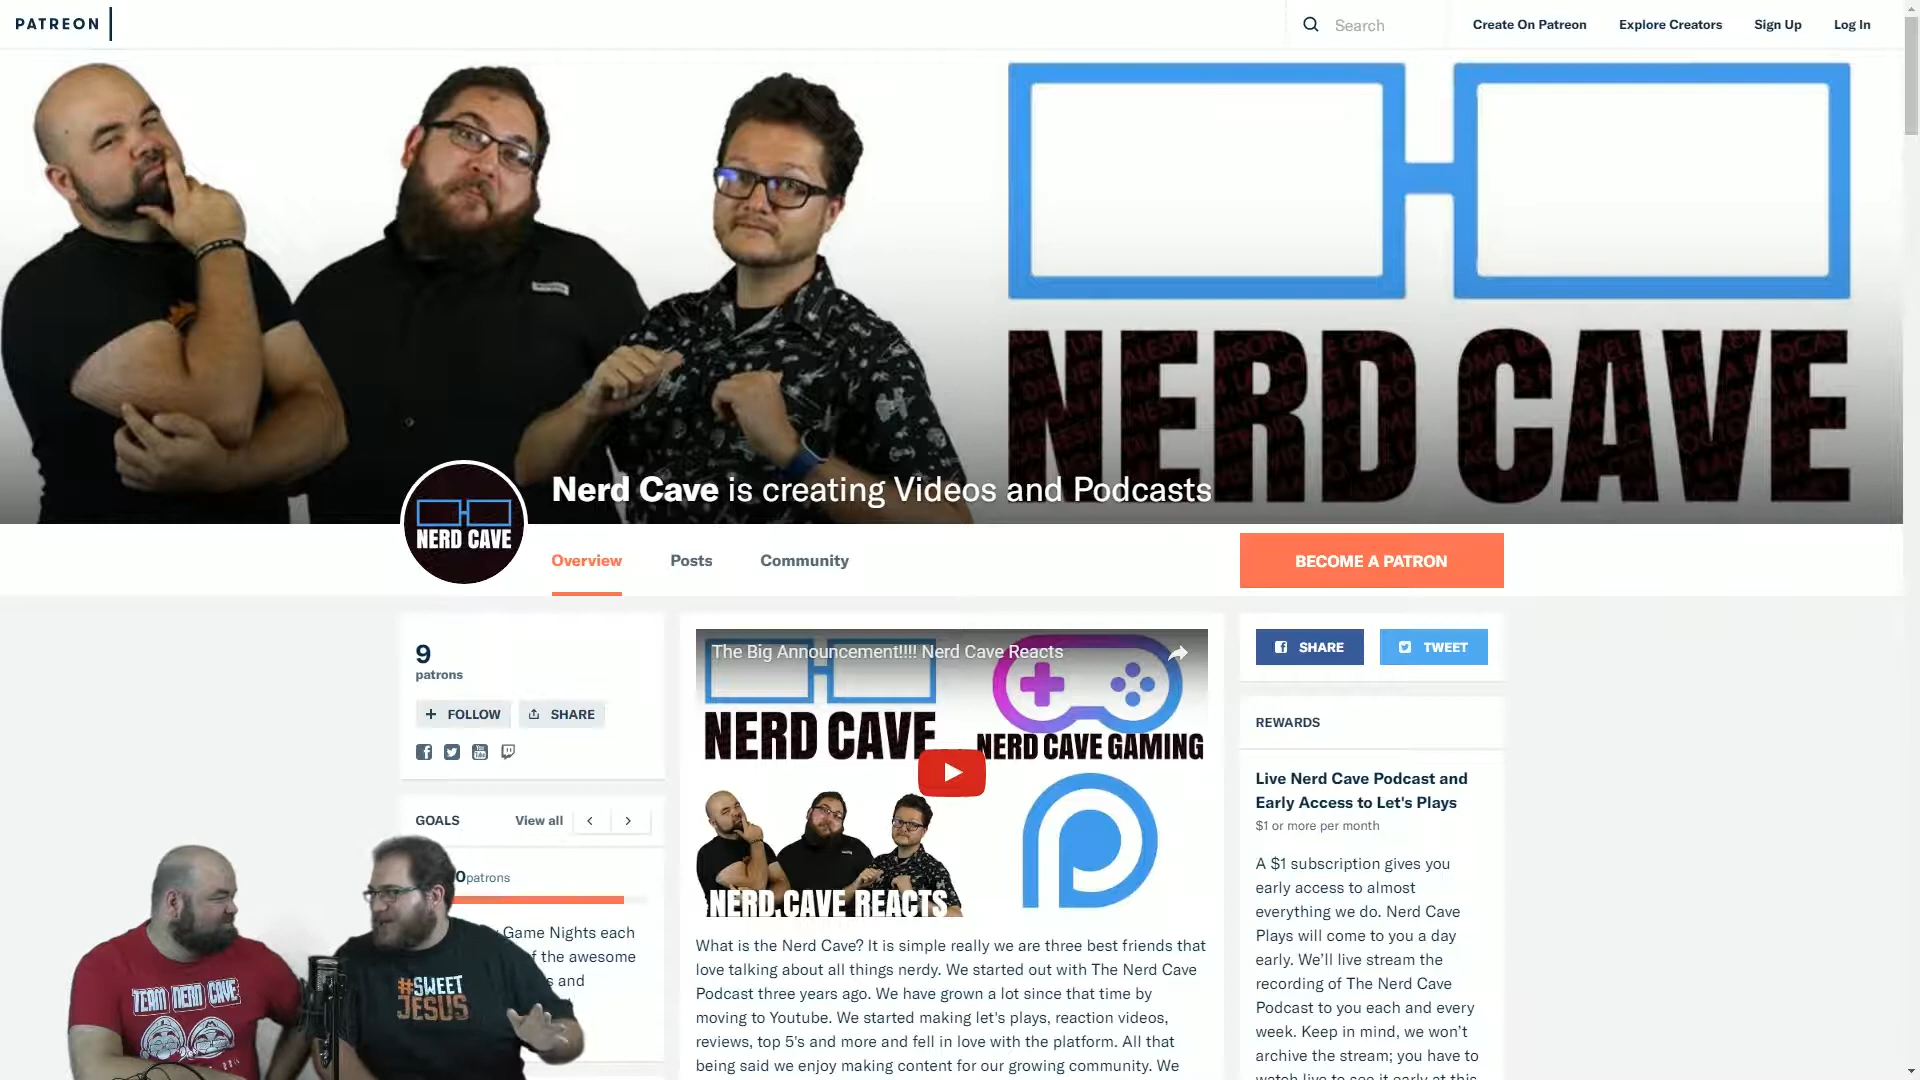 PATREON
Search
Create On Patreon
Explore Creators
Sign Up
Log In
NERD CAVE
NERD CAVE
Nerd Cave is creating Videos and Podcasts
Overview
Posts
Community
BECOME A PATRON
9
patrons
FOLLOW
SHARE
GOALS
View all
patrons
Game Nights each
the awesome
and
The Big Announcement!!!! Nerd Cave Reacts
NERD CAVE
NERD CAVE GAMING
NERD CAVE REACTS
What is the Nerd Cave? It is simple really we are three best friends that
love talking about all things nerdy. We started out with The Nerd Cave
Podcast three years ago. We have grown a lot since that time by
moving to Youtube. We started making let's plays, reaction videos,
reviews, top 5's and more and fell in love with the platform. All that
being said we enjoy making content for our growing community. We
SHARE
TWEET
REWARDS
Live Nerd Cave Podcast and
Early Access to Let's Plays
$1 or more per month
A $1 subscription gives you
early access to almost
everything we do. Nerd Cave
Plays will come to you a day
early. We’ll live stream the
recording of The Nerd Cave
Podcast to you each and every
week. Keep in mind, we won’t
archive the stream; you have to
watch live to see it early at this
TEAM NERD CAVE
#SWEET
JESUS